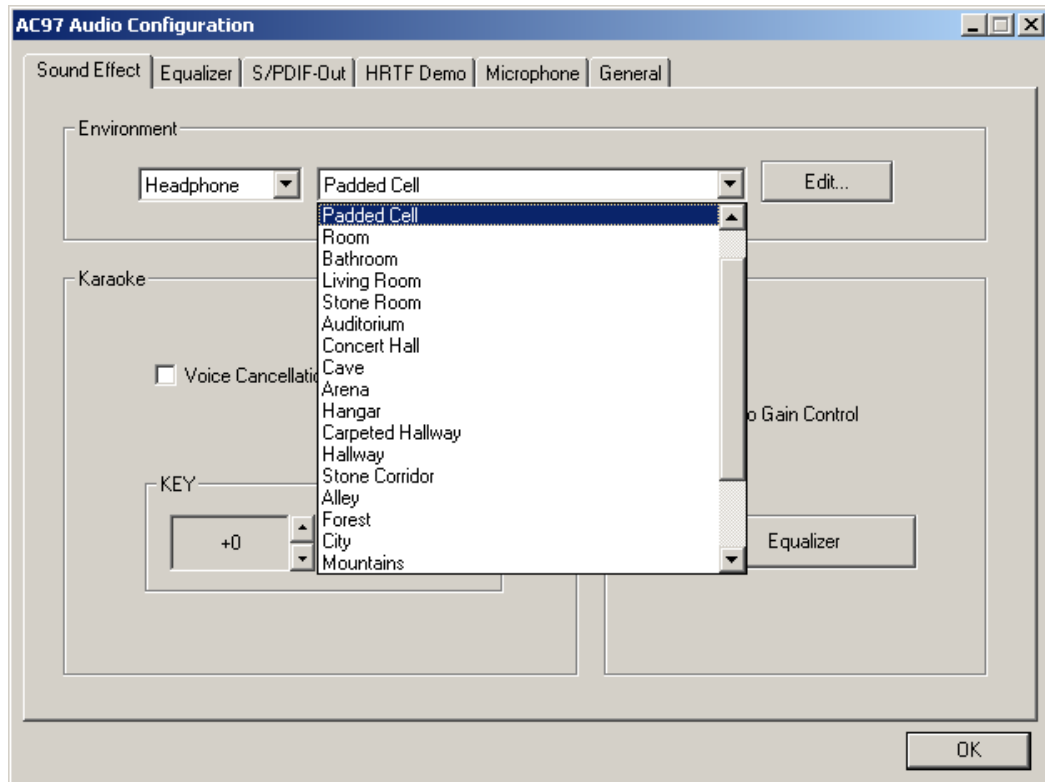 AC97 Audio Configuration
Sound Effect Equalizer S/PDIF-Out HRTF Demo Microphone General
Environment
Headphone Padded Cell Edit...
Padded Cell
Room
Bathroom
Living Room
Stone Room
Auditorium
Concert Hall
Cave
Arena
Hangar
Carpeted Hallway
Hallway
Stone Corridor
Alley
Forest
City
Mountains
Karaoke
Voice Cancellatio
o Gain Control
KEY
+0
Equalizer
OK